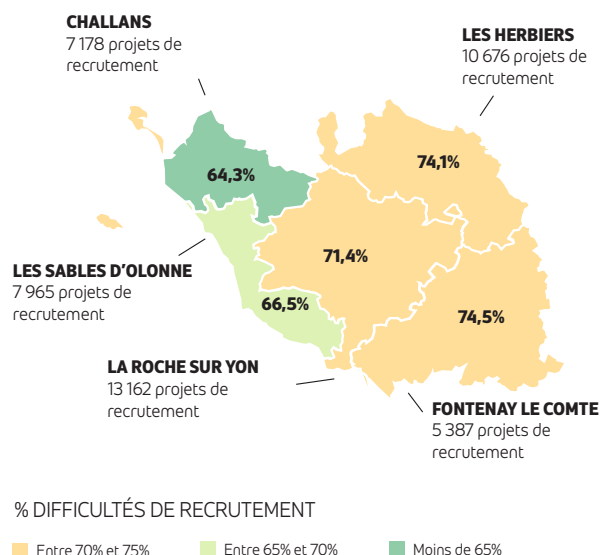 CHALLANS
7 178 projets de
recrutement
LES HERBIERS
10 676 projets de
recrutement
64,3%
74,1%
71,4%
LES SABLES D'OLONNE
7 965 projets de
recrutement
66,5%
74,5%
LA ROCHE SUR YON
13 162 projets de
recrutement
FONTENAY LE COMTE
5 387 projets de
recrutement
% DIFFICULTÉS DE RECRUTEMENT
Entre 70% et 75%
Entre 65% et 70%
Moins de 65%